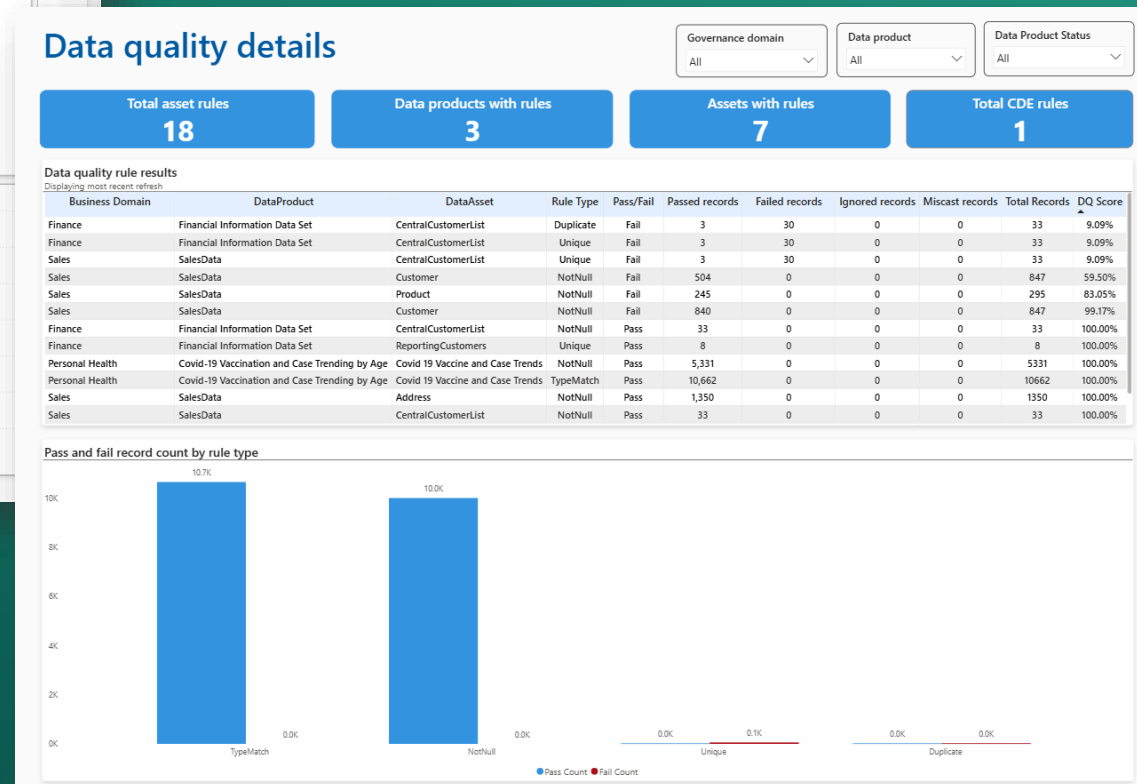 Data quality details
Governance domain
All
Data product
All
Data Product Status
All
Total asset rules
18
Data products with rules
3
Assets with rules
7
Total CDE rules
1
Data quality rule results
Displaying most recent refresh
Business Domain DataProduct DataAsset Rule Type Pass/Fail Passed records Failed records Ignored records Miscast records Total Records DQ Score
Finance Financial Information Data Set CentralCustomerList Duplicate Fail 3 30 0 0 33 9.09%
Finance Financial Information Data Set CentralCustomerList Unique Fail 3 30 0 0 33 9.09%
Sales SalesData CentralCustomerList Unique Fail 3 30 0 0 33 9.09%
Sales SalesData Customer NotNull Fail 504 0 0 0 847 59.50%
Sales SalesData Product NotNull Fail 245 0 0 0 295 83.05%
Sales SalesData Customer NotNull Fail 840 0 0 0 847 99.17%
Finance Financial Information Data Set CentralCustomerList NotNull Pass 33 0 0 0 33 100.00%
Finance Financial Information Data Set ReportingCustomers Unique Pass 8 0 0 0 8 100.00%
Personal Health Covid-19 Vaccination and Case Trending by Age Covid 19 Vaccine and Case Trends NotNull Pass 5,331 0 0 0 5331 100.00%
Personal Health Covid-19 Vaccination and Case Trending by Age Covid 19 Vaccine and Case Trends TypeMatch Pass 10,662 0 0 0 10662 100.00%
Sales SalesData Address NotNull Pass 1,350 0 0 0 1350 100.00%
Sales SalesData CentralCustomerList NotNull Pass 33 0 0 0 33 100.00%
Pass and fail record count by rule type
10.7K
10.0K
10K
8K
6K
4K
2K
0.0K 0.0K 0.0K 0.1K 0.0K 0.0K
0K
TypeMatch NotNull Unique Duplicate
Pass Count Fail Count